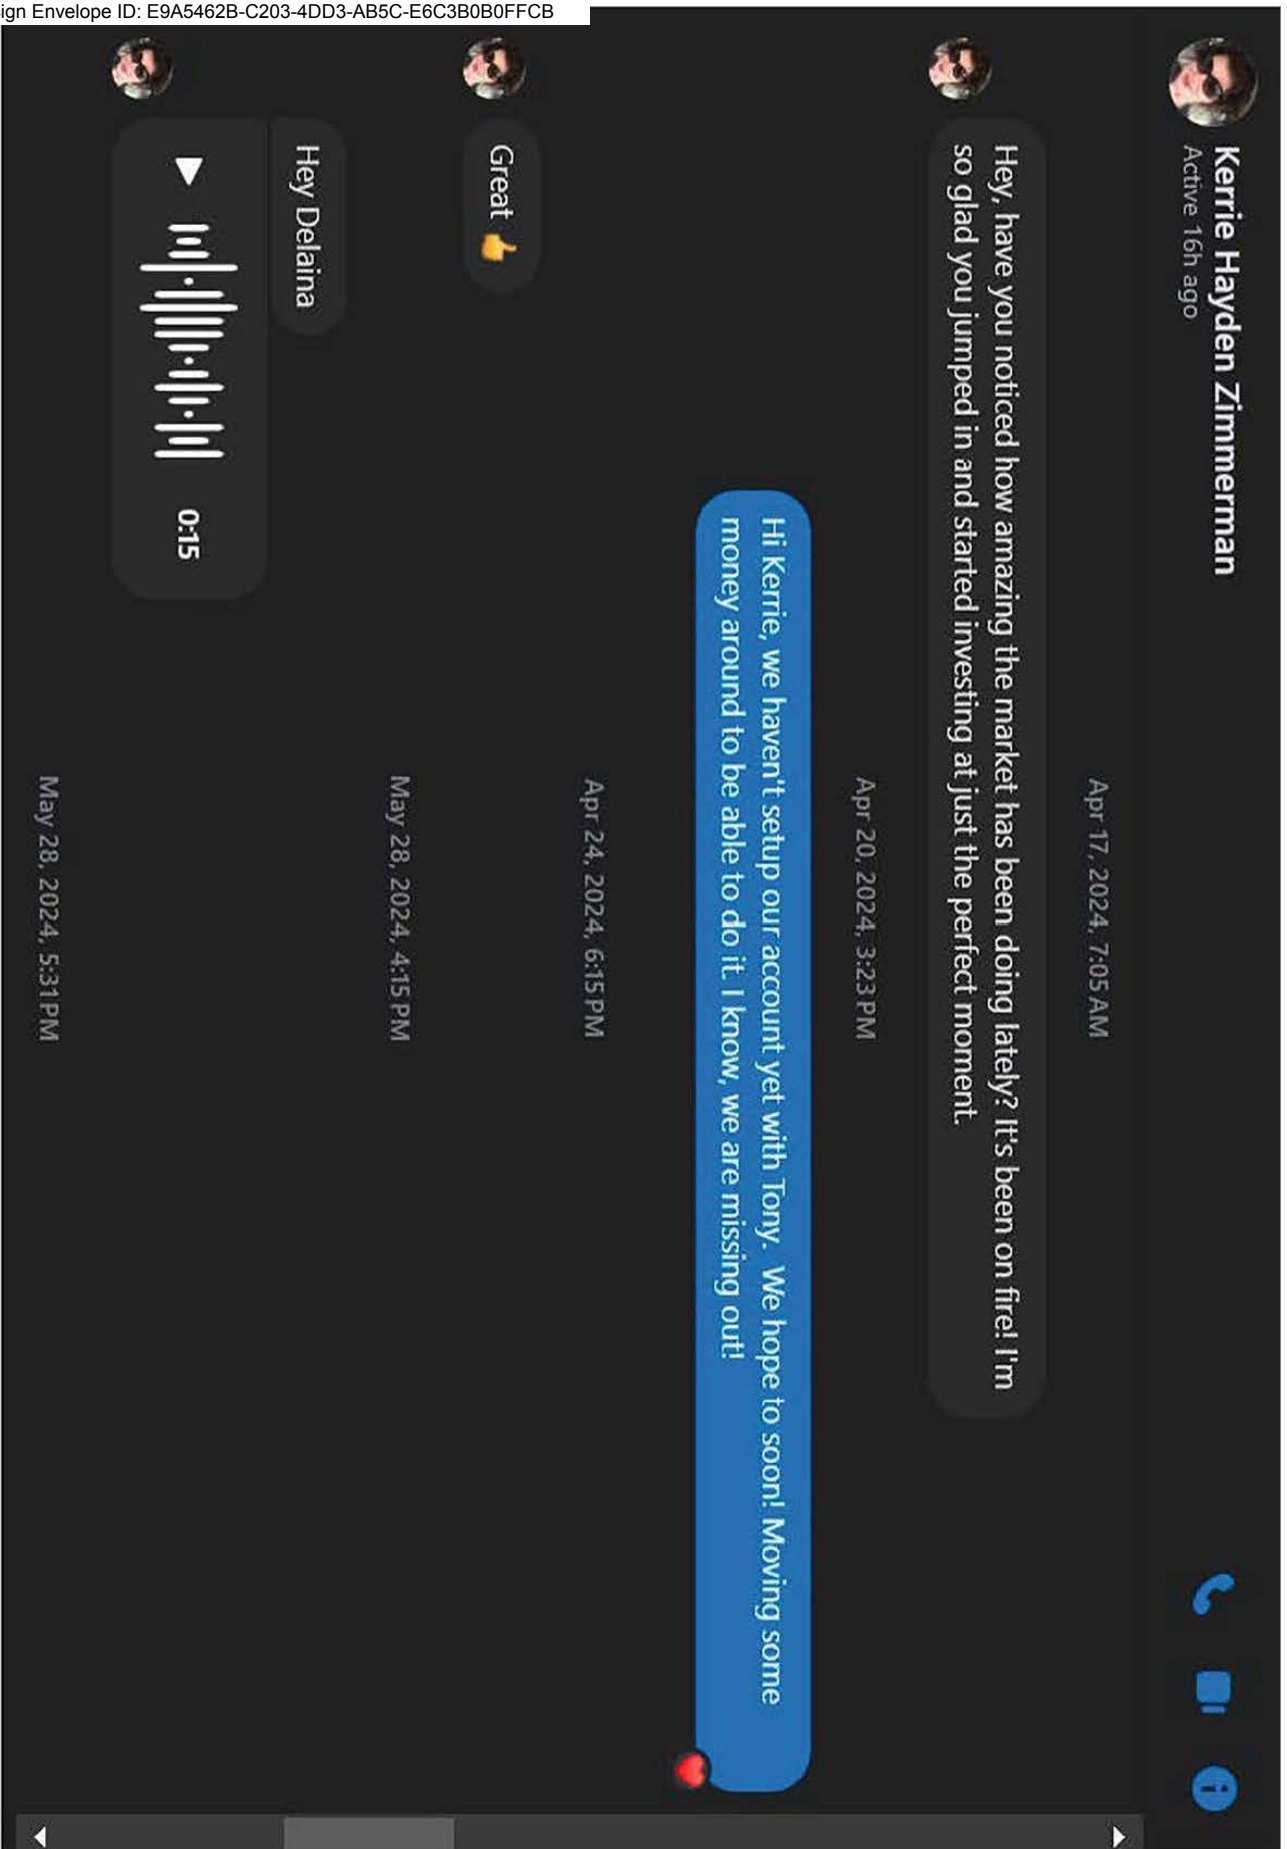 ign Envelope ID: E9A5462B-C203-4DD3-AB5C-E6C3B0B0FFCB
Kerrie Hayden Zimmerman
Active 16h ago
Apr 17, 2024, 7:05 AM
Hey, have you noticed how amazing the market has been doing lately? It's been on fire! I'm
so glad you jumped in and started investing at just the perfect moment.
Apr 20, 2024, 3:23 PM
Hi Kerrie, we haven't setup our account yet with Tony.  We hope to soon! Moving some
money around to be able to do it. I know, we are missing out!
Apr 24, 2024, 6:15 PM
Great 👍
May 28, 2024, 4:15 PM
Hey Delaina
0:15
May 28, 2024, 5:31 PM